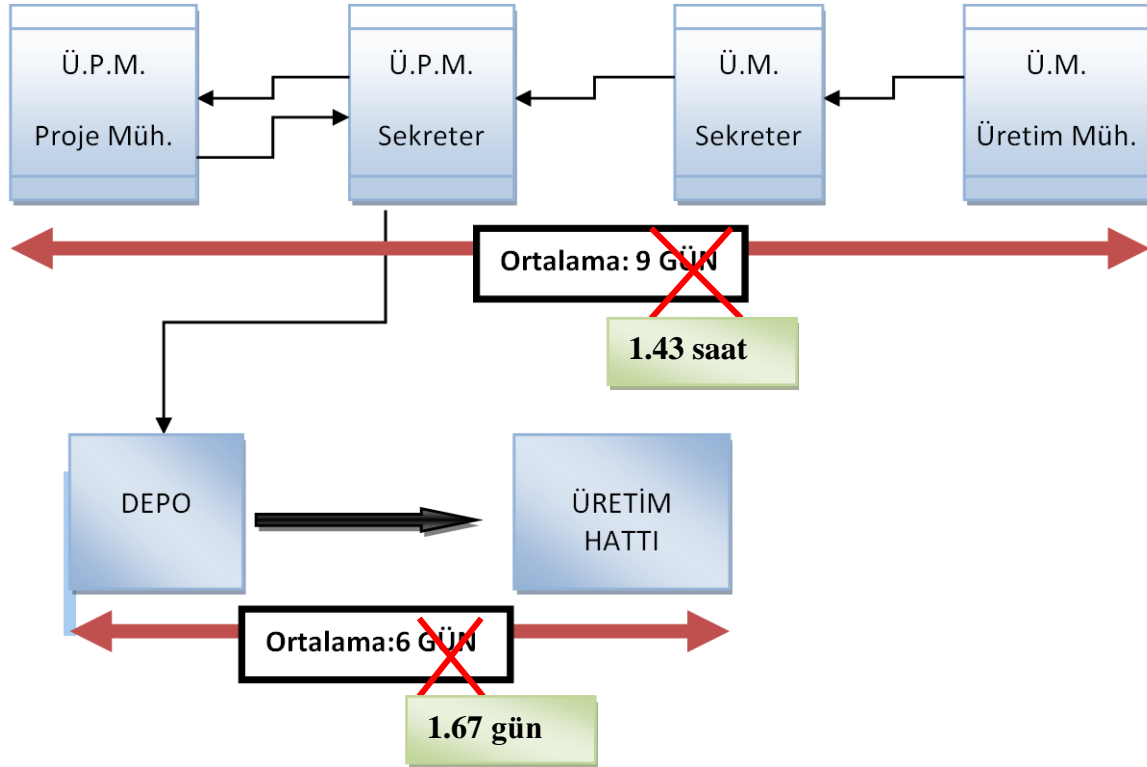 Ü.P.M.
Proje Müh.
Ü.P.M.
Sekreter
Ü.M.
Sekreter
Ü.M.
Üretim Müh.
Ortalama: 9 GÜN
1.43 saat
DEPO
ÜRETİM
HATTI
Ortalama:6 GÜN
1.67 gün